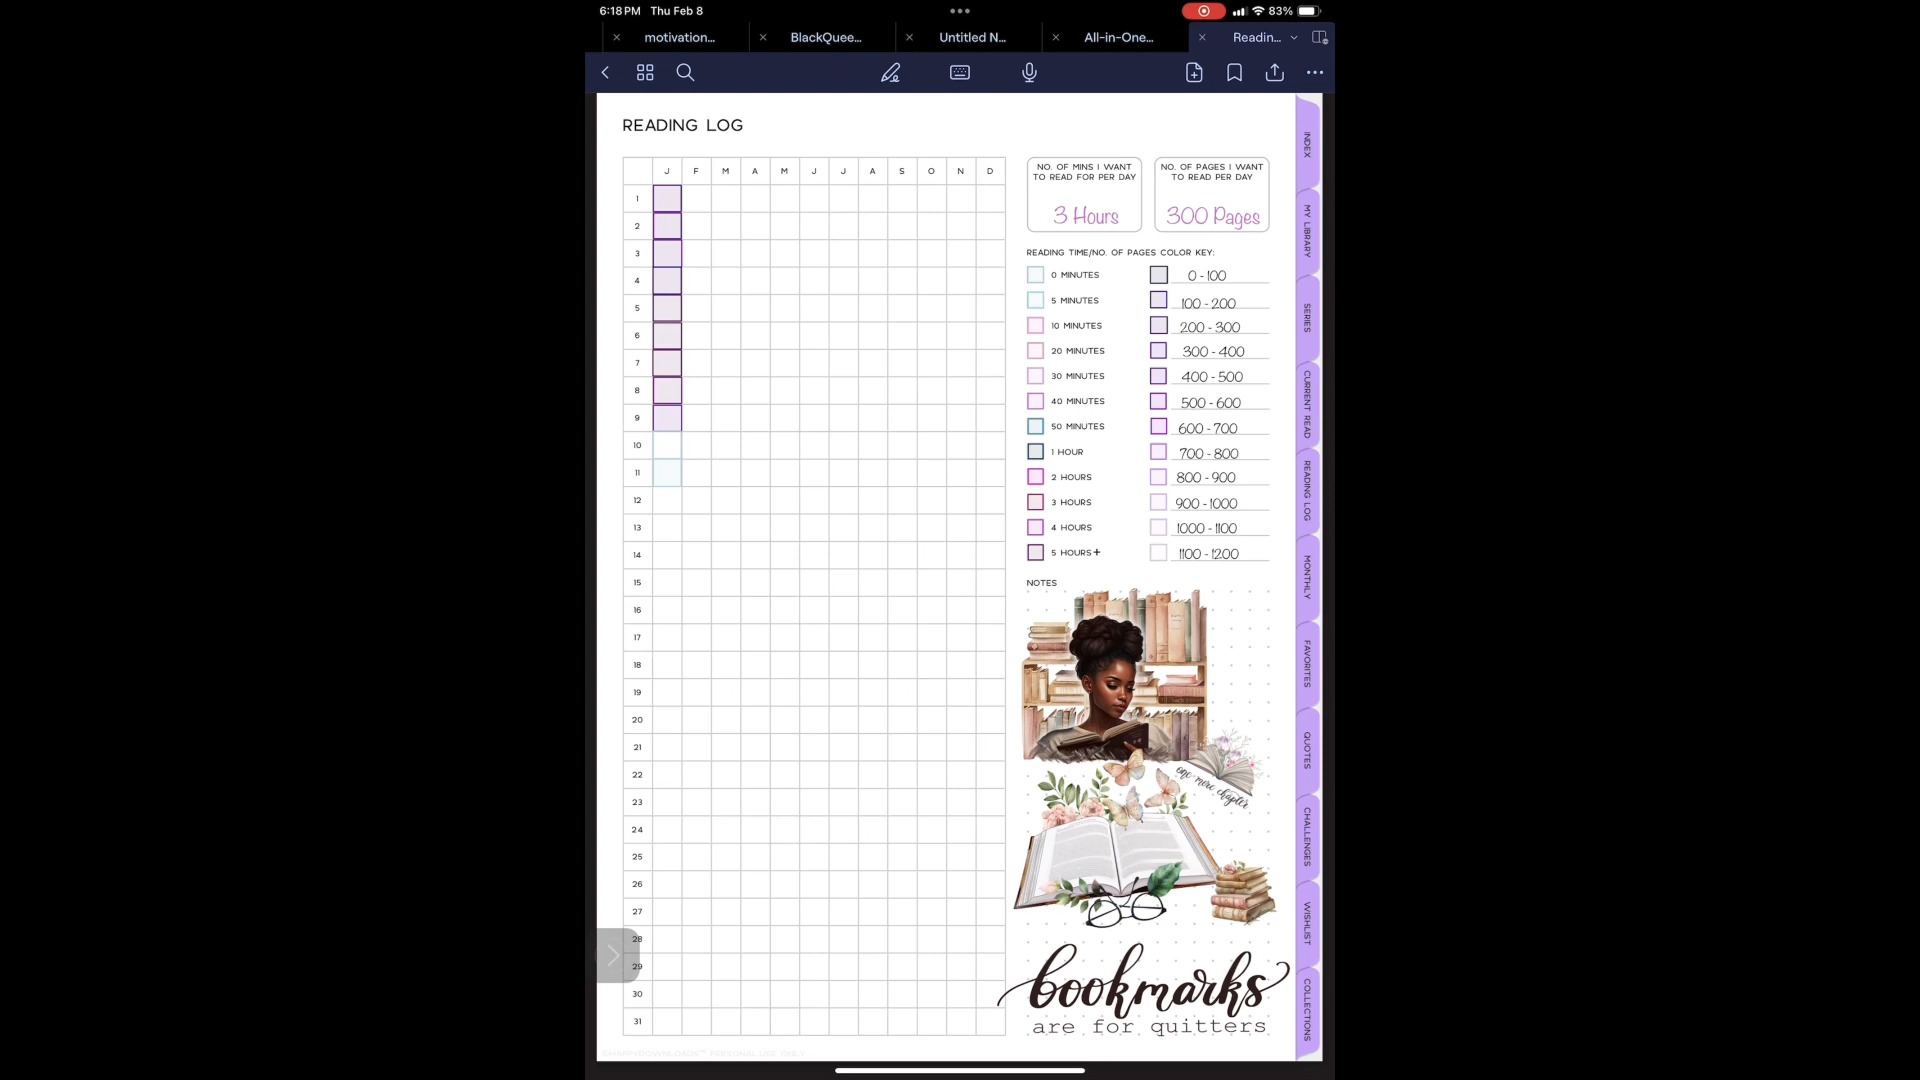 6:18 PM Thu Feb 8
83%
motivation...
BlackQuee...
Untitled N...
All-in-One...
Readin...
READING LOG
J F M A M J J A S O N D
1
2
3
4
5
6
7
8
9
10
11
12
13
14
15
16
17
18
19
20
21
22
23
24
25
26
27
28
29
30
31
NO. OF MINS I WANT
TO READ FOR PER DAY
3 Hours
NO. OF PAGES I WANT
TO READ PER DAY
300 Pages
READING TIME/NO. OF PAGES COLOR KEY:
0 MINUTES 0 - 100
5 MINUTES 100 - 200
10 MINUTES 200 - 300
20 MINUTES 300 - 400
30 MINUTES 400 - 500
40 MINUTES 500 - 600
50 MINUTES 600 - 700
1 HOUR 700 - 800
2 HOURS 800 - 900
3 HOURS 900 - 1000
4 HOURS 1000 - 1100
5 HOURS+ 1100 - 1200
NOTES
one more chapter
bookmarks
are for quitters
INDEX
MY LIBRARY
SERIES
CURRENT READ
READING LOG
MONTHLY
FAVORITES
QUOTES
CHALLENGES
WISHLIST
COLLECTIONS
PERSONAL USE ONLY